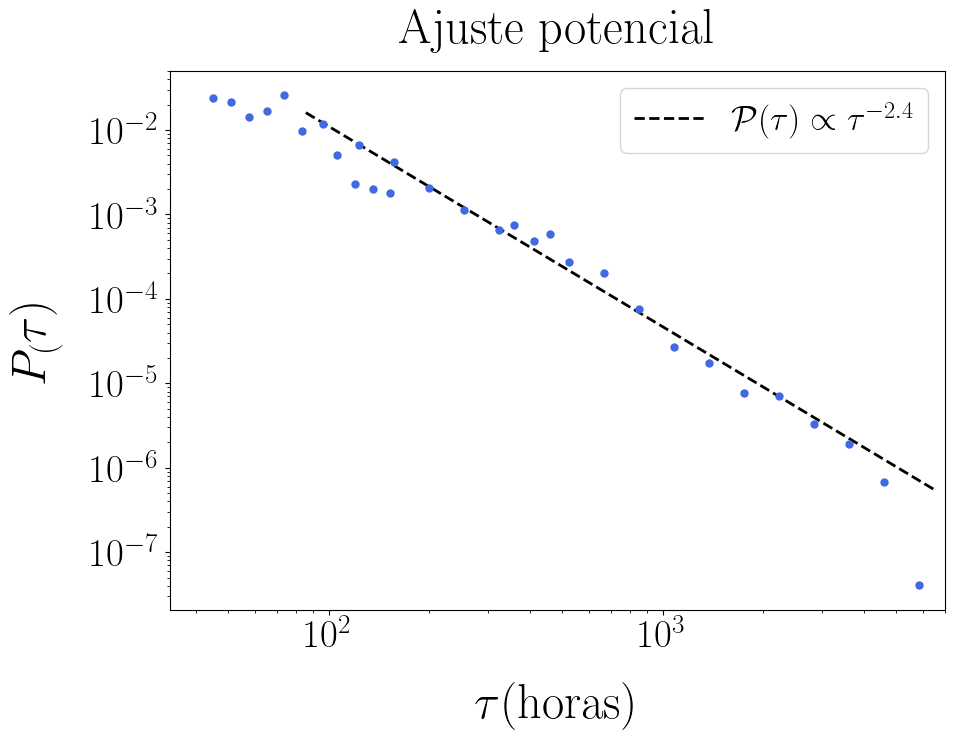 Ajuste potencial
𝒫(τ) ∝ τ^{-2.4}
P(τ)
10^{-2}
10^{-3}
10^{-4}
10^{-5}
10^{-6}
10^{-7}
10^{2} 10^{3}
τ(horas)